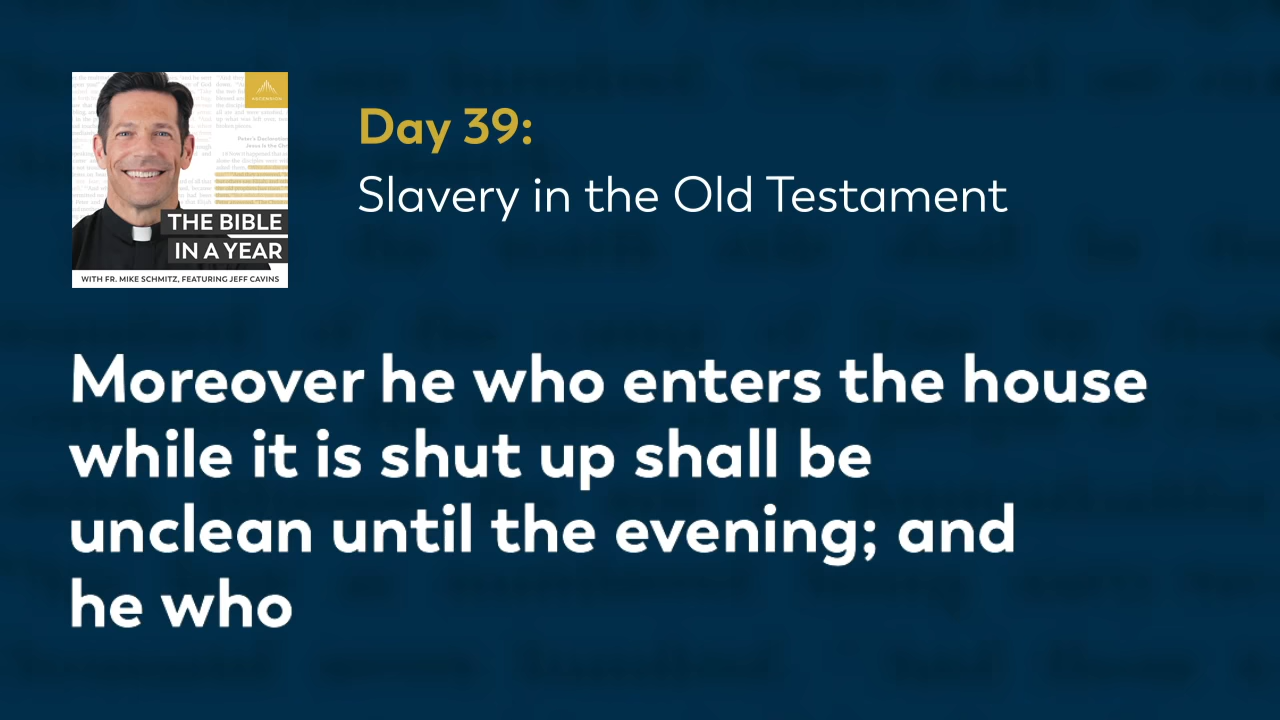 THE BIBLE
IN A YEAR
WITH FR. MIKE SCHMITZ, FEATURING JEFF CAVINS
Day 39:
Slavery in the Old Testament
Moreover he who enters the house
while it is shut up shall be
unclean until the evening; and
he who